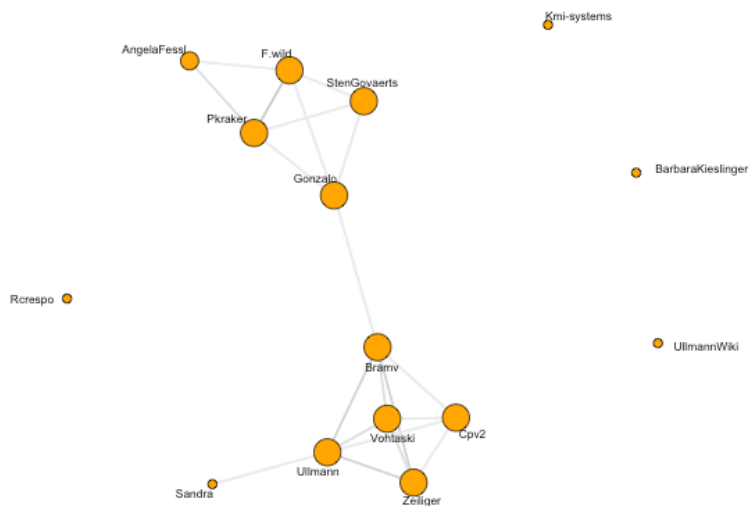 Kmi-systems
AngelaFessl
F.wild
StenGovaerts
Pkraker
BarbaraKieslinger
Gonzalo
Rcrespo
UllmannWiki
Bramv
Vohtaski
Cpv2
Ullmann
Sandra
Zeiliger